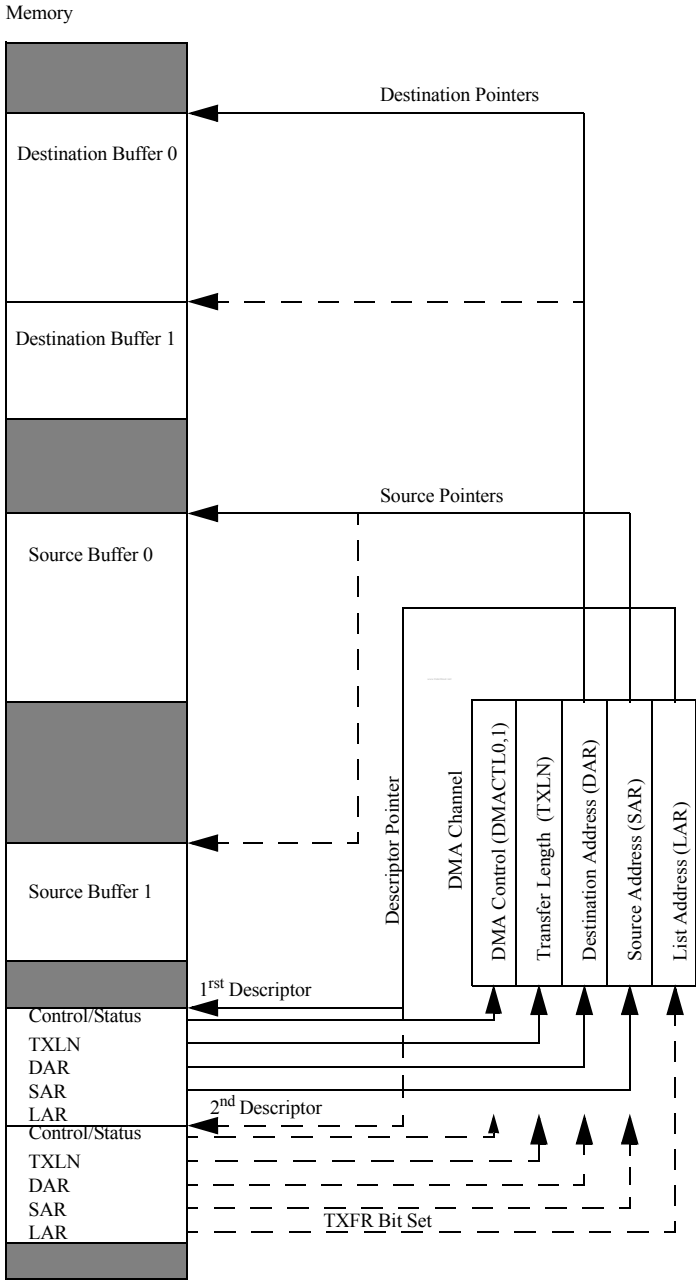 Memory
Destination Pointers
Destination Buffer 0
Destination Buffer 1
Source Pointers
Source Buffer 0
Source Buffer 1
Descriptor Pointer
DMA Channel
DMA Control (DMACTL0,1)
Transfer Length (TXLN)
Destination Address (DAR)
Source Address (SAR)
List Address (LAR)
1rst Descriptor
Control/Status
TXLN
DAR
SAR
LAR
2nd Descriptor
Control/Status
TXLN
DAR
SAR
TXFR Bit Set
LAR